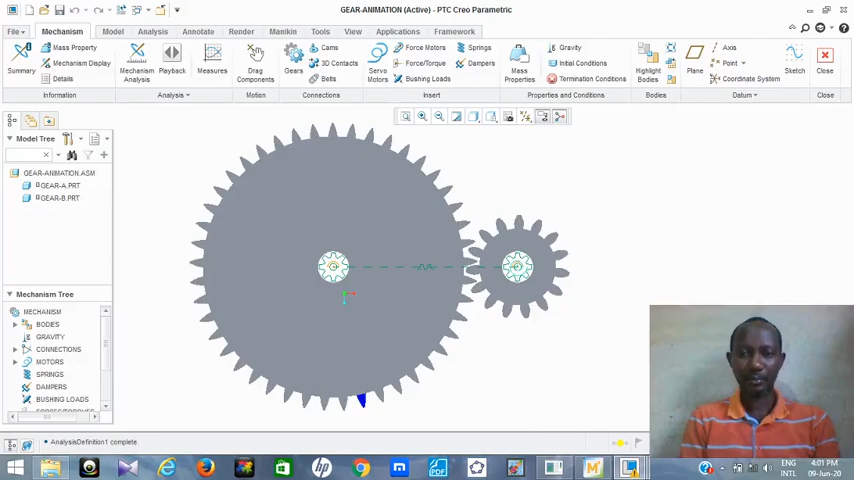 GEAR-ANIMATION (Active) - PTC Creo Parametric
File
Mechanism
Model
Analysis
Annotate
Render
Manikin
Tools
View
Applications
Framework
Summary
Mass Property
Mechanism Display
Details
Information
Mechanism Analysis
Playback
Measures
Analysis
Drag Components
Motion
Gears
Cams
3D Contacts
Belts
Connections
Servo Motors
Force Motors
Force/Torque
Bushing Loads
Springs
Dampers
Insert
Mass Properties
Gravity
Initial Conditions
Termination Conditions
Properties and Conditions
Highlight Bodies
Bodies
Plane
Axis
Point
Coordinate System
Sketch
Datum
Close
Close
Model Tree
GEAR-ANIMATION.ASM
GEAR-A.PRT
GEAR-B.PRT
Mechanism Tree
MECHANISM
BODIES
GRAVITY
CONNECTIONS
MOTORS
SPRINGS
DAMPERS
BUSHING LOADS
AnalysisDefinition1 complete.
hp
PDF
ENG
INTL
4:01 PM
09-Jun-20